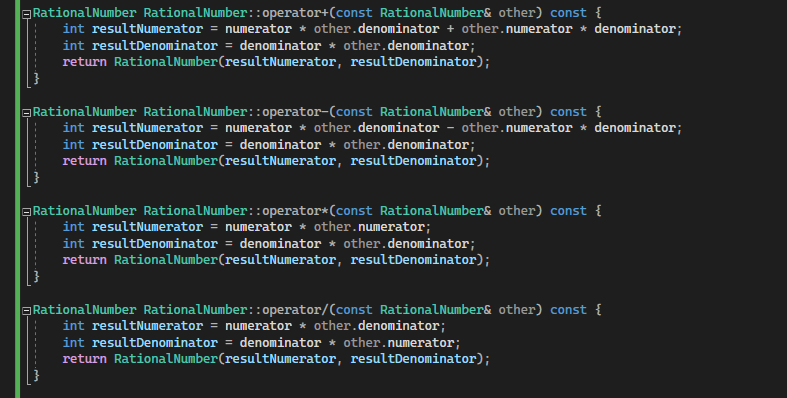 RationalNumber RationalNumber::operator+(const RationalNumber& other) const {
    int resultNumerator = numerator * other.denominator + other.numerator * denominator;
    int resultDenominator = denominator * other.denominator;
    return RationalNumber(resultNumerator, resultDenominator);
}

RationalNumber RationalNumber::operator-(const RationalNumber& other) const {
    int resultNumerator = numerator * other.denominator - other.numerator * denominator;
    int resultDenominator = denominator * other.denominator;
    return RationalNumber(resultNumerator, resultDenominator);
}

RationalNumber RationalNumber::operator*(const RationalNumber& other) const {
    int resultNumerator = numerator * other.numerator;
    int resultDenominator = denominator * other.denominator;
    return RationalNumber(resultNumerator, resultDenominator);
}

RationalNumber RationalNumber::operator/(const RationalNumber& other) const {
    int resultNumerator = numerator * other.denominator;
    int resultDenominator = denominator * other.numerator;
    return RationalNumber(resultNumerator, resultDenominator);
}